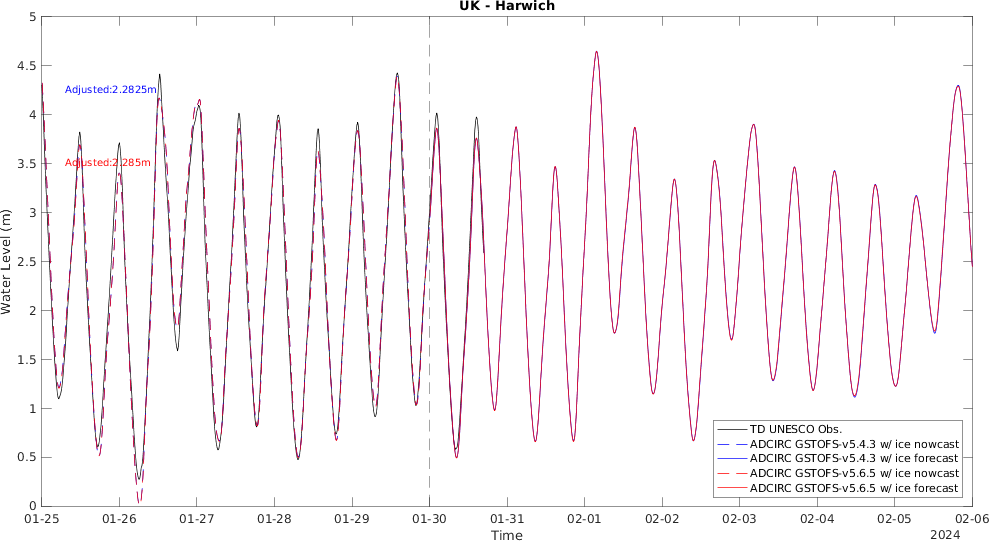 UK - Harwich
5
4.5
4
3.5
3
2.5
2
1.5
1
0.5
0
Water Level (m)
Adjusted:2.2825m
Adjusted:2.285m
TD UNESCO Obs.
ADCIRC GSTOFS-v5.4.3 w/ ice nowcast
ADCIRC GSTOFS-v5.4.3 w/ ice forecast
ADCIRC GSTOFS-v5.6.5 w/ ice nowcast
ADCIRC GSTOFS-v5.6.5 w/ ice forecast
01-25 01-26 01-27 01-28 01-29 01-30 01-31 02-01 02-02 02-03 02-04 02-05 02-06
Time
2024